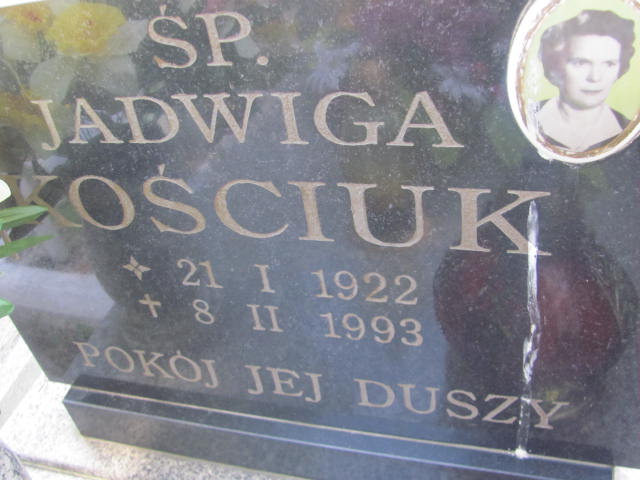 ŚP.
JADWIGA
KOŚCIUK
21 I 1922
✝ 8 II 1993
POKÓJ JEJ DUSZY